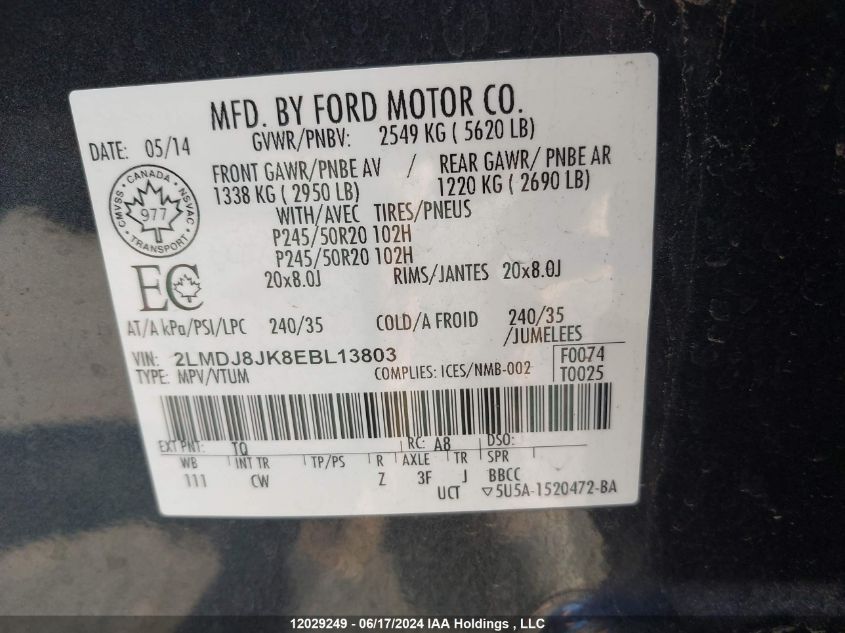 MFD. BY FORD MOTOR CO.
DATE: 05/14
GVWR/PNBV: 2549 KG ( 5620 LB)
FRONT GAWR/PNBE AV / REAR GAWR/ PNBE AR
1338 KG ( 2950 LB) 1220 KG ( 2690 LB)
WITH/AVEC TIRES/PNEUS
P245/50R20 102H
P245/50R20 102H
20x8.0J RIMS/JANTES 20x8.0J
CMVSS • CANADA • NSVAC
977
• TRANSPORT •
EC
AT/A kPa/PSI/LPC 240/35 COLD/A FROID 240/35
/JUMELEES
VIN: 2LMDJ8JK8EBL13803 F0074
TYPE: MPV/VTUM COMPLIES: ICES/NMB-002 T0025
EXT PNT: TQ RC: A8 DSO:
WB INT TR TP/PS R AXLE TR SPR
111 CW Z 3F J BBCC
UCT ▽5U5A-1520472-BA
12029249 - 06/17/2024 IAA Holdings , LLC